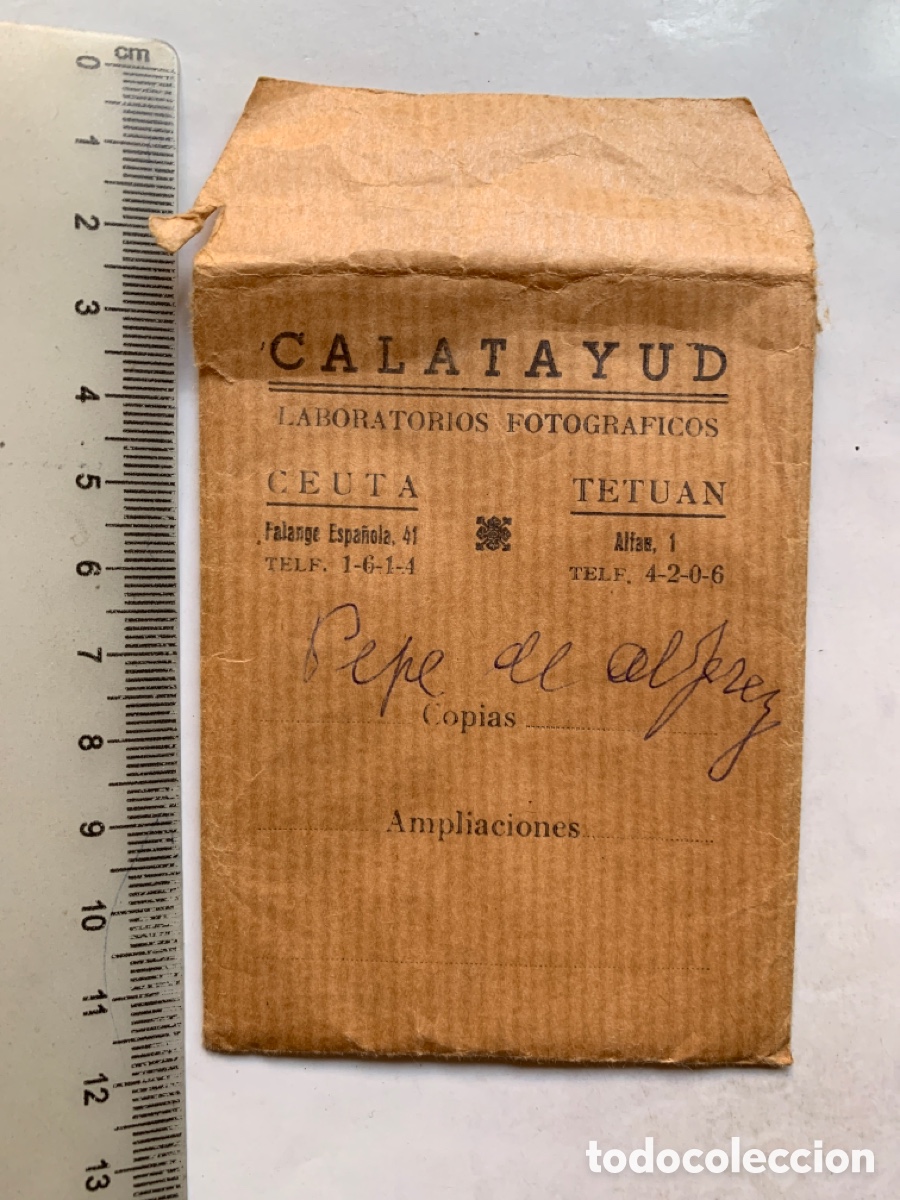 cm
0
1
2
3
4
5
6
7
8
9
10
11
12
13
CALATAYUD
LABORATORIOS FOTOGRAFICOS
CEUTA TETUAN
Falange Española, 41 Alfau, 1
TELF. 1-6-1-4 TELF. 4-2-0-6
Pepe de alferez
Copias
Ampliaciones
todocoleccion